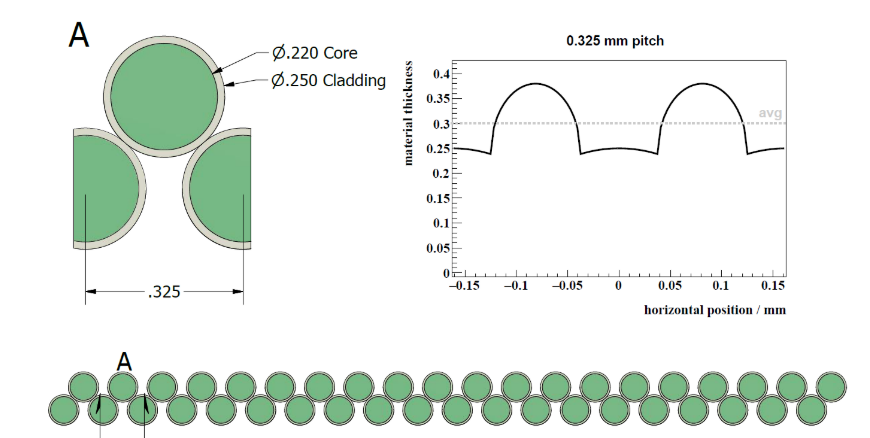 A
Ø.220 Core
Ø.250 Cladding
.325
0.325 mm pitch
material thickness
0.4
0.35
0.3
0.25
0.2
0.15
0.1
0.05
0
avg
−0.15
−0.1
−0.05
0
0.05
0.1
0.15
horizontal position / mm
A